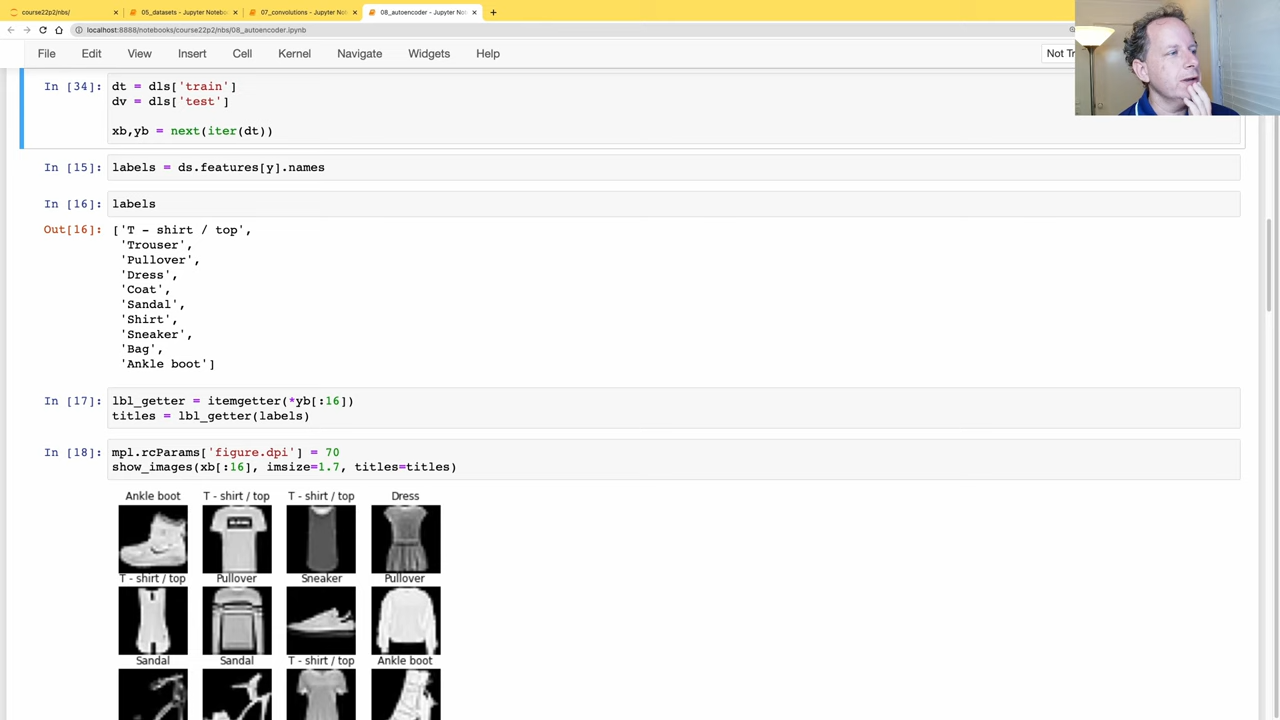 course22p2/nbs/
05_datasets - Jupyter Notebo
07_convolutions - Jupyter No
08_autoencoder - Jupyter Not
localhost:8888/notebooks/course22p2/nbs/08_autoencoder.ipynb
File Edit View Insert Cell Kernel Navigate Widgets Help
Not Tr
In [34]: dt = dls['train']
dv = dls['test']
xb,yb = next(iter(dt))
In [15]: labels = ds.features[y].names
In [16]: labels
Out[16]: ['T - shirt / top',
'Trouser',
'Pullover',
'Dress',
'Coat',
'Sandal',
'Shirt',
'Sneaker',
'Bag',
'Ankle boot']
In [17]: lbl_getter = itemgetter(*yb[:16])
titles = lbl_getter(labels)
In [18]: mpl.rcParams['figure.dpi'] = 70
show_images(xb[:16], imsize=1.7, titles=titles)
Ankle boot T - shirt / top T - shirt / top Dress
T - shirt / top Pullover Sneaker Pullover
Sandal Sandal T - shirt / top Ankle boot